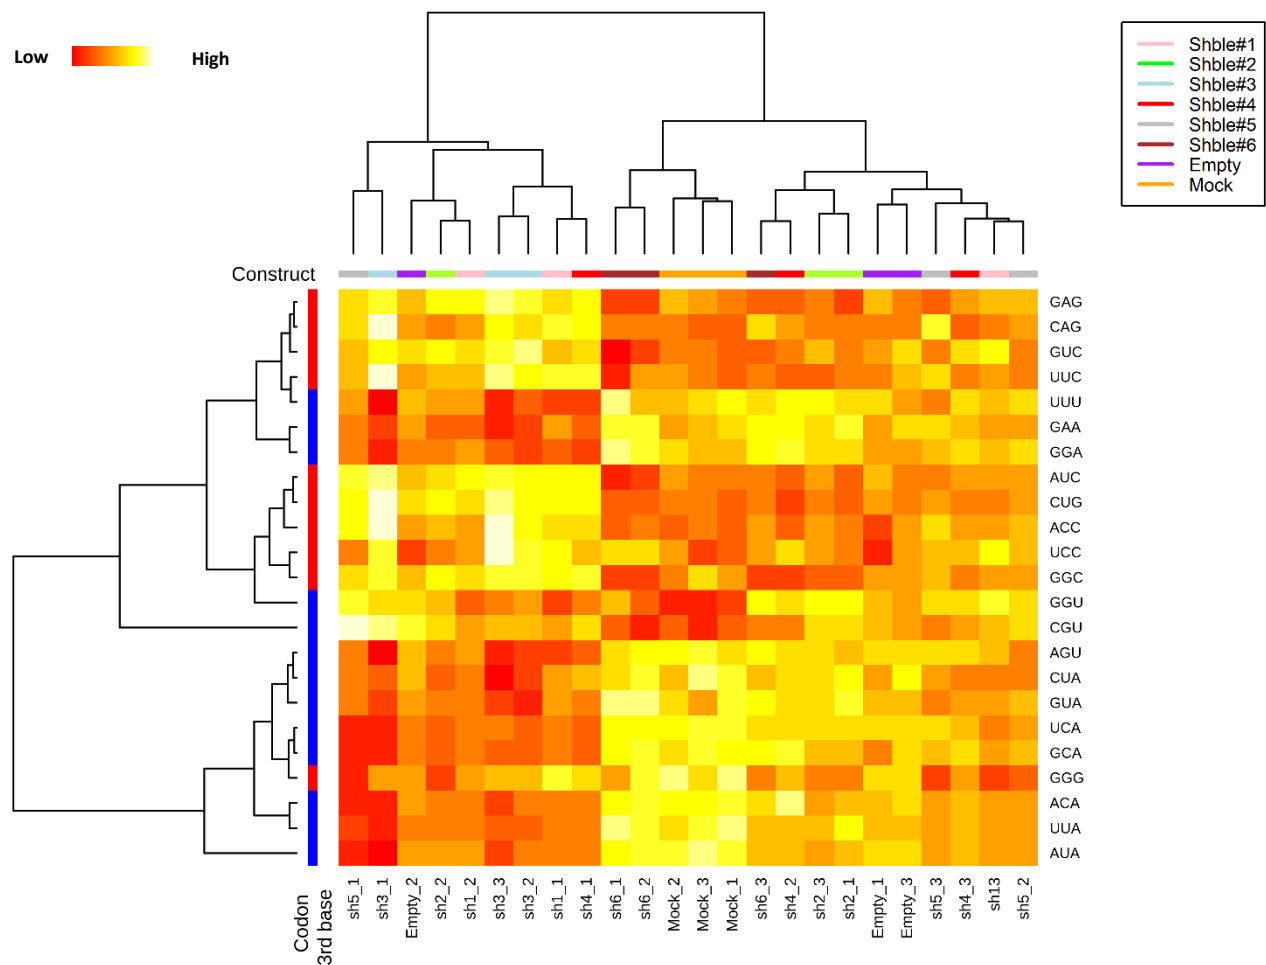 Low
High
Shble#1
Shble#2
Shble#3
Shble#4
Shble#5
Shble#6
Empty
Mock
Construct
GAG
CAG
GUC
UUC
UUU
GAA
GGA
AUC
CUG
ACC
UCC
GGC
GGU
CGU
AGU
CUA
GUA
UCA
GCA
GGG
ACA
UUA
AUA
Codon
3rd base
sh5_1
sh3_1
Empty_2
sh2_2
sh1_2
sh3_3
sh3_2
sh1_1
sh4_1
sh6_1
sh6_2
Mock_2
Mock_3
Mock_1
sh6_3
sh4_2
sh2_3
sh2_1
Empty_1
Empty_3
sh5_3
sh4_3
sh13
sh5_2